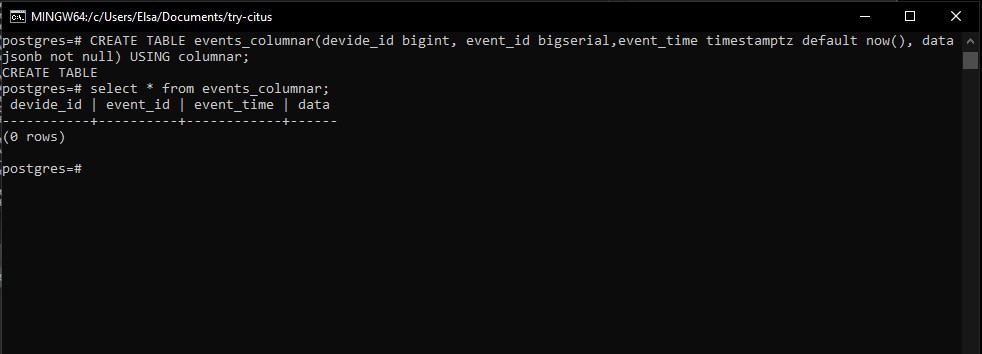 MINGW64:/c/Users/Elsa/Documents/try-citus
postgres=# CREATE TABLE events_columnar(devide_id bigint, event_id bigserial,event_time timestamptz default now(), data
jsonb not null) USING columnar;
CREATE TABLE
postgres=# select * from events_columnar;
 devide_id | event_id | event_time | data
-----------+----------+------------+------
(0 rows)
postgres=#